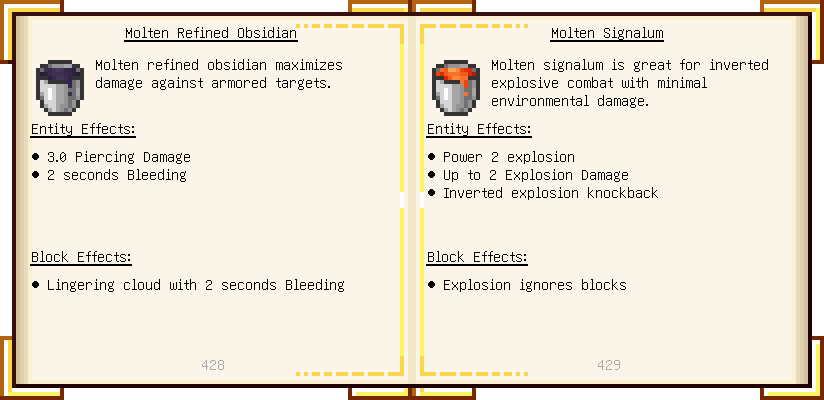 Molten Refined Obsidian
Molten refined obsidian maximizes
damage against armored targets.
Entity Effects:
● 3.0 Piercing Damage
● 2 seconds Bleeding
Block Effects:
● Lingering cloud with 2 seconds Bleeding
428
Molten Signalum
Molten signalum is great for inverted
explosive combat with minimal
environmental damage.
Entity Effects:
● Power 2 explosion
● Up to 2 Explosion Damage
● Inverted explosion knockback
Block Effects:
● Explosion ignores blocks
429